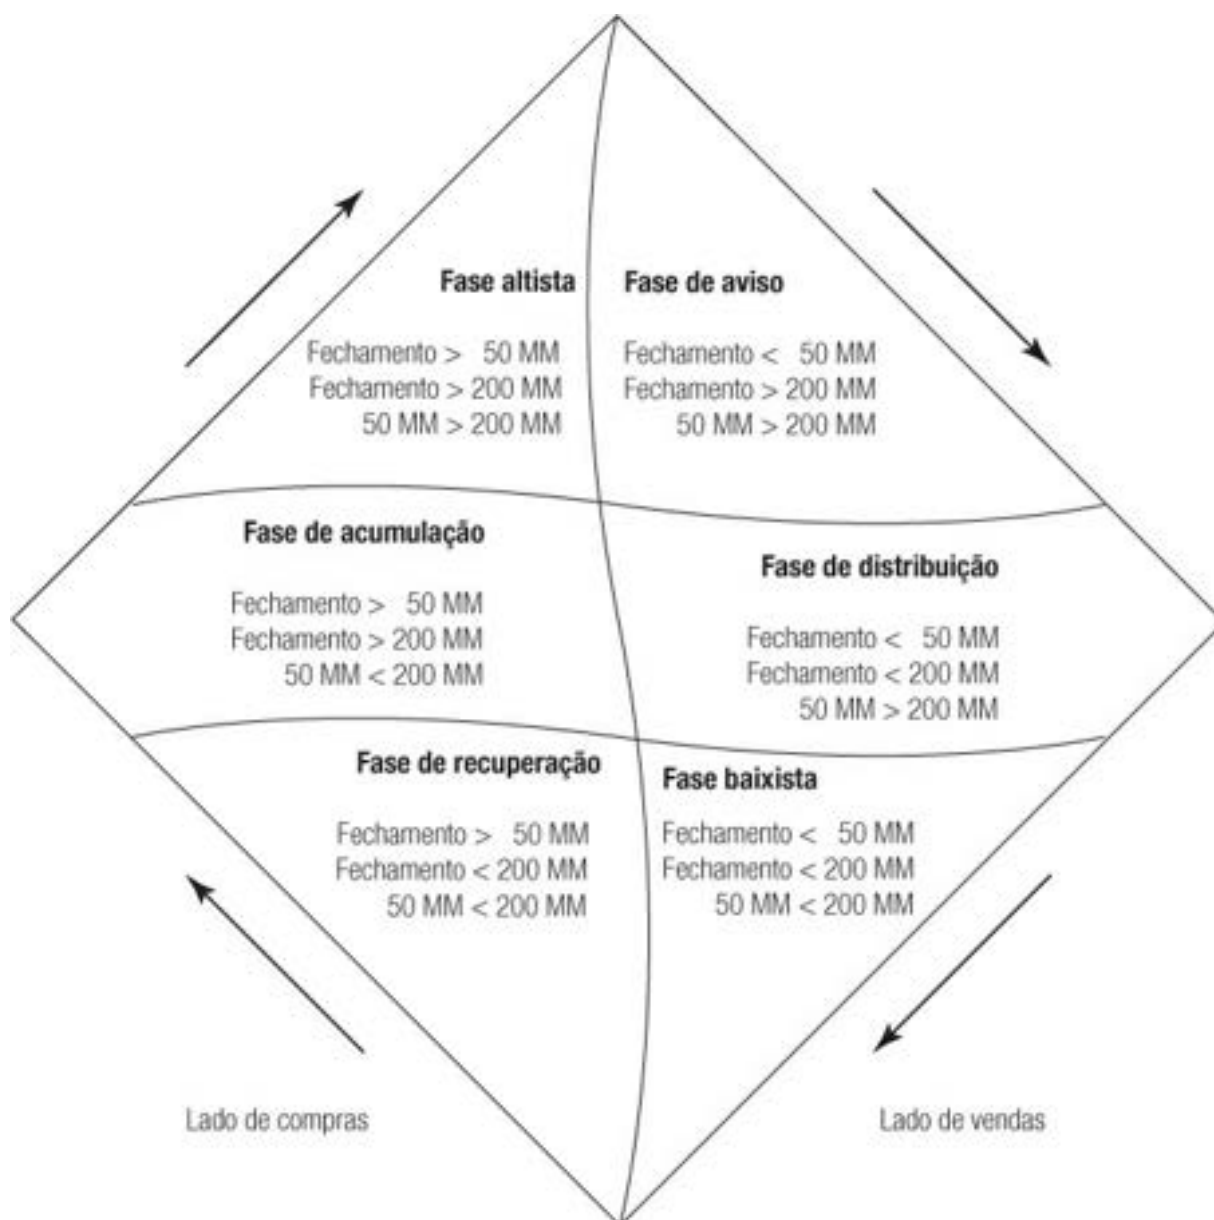 Fase altista
Fechamento > 50 MM
Fechamento > 200 MM
50 MM > 200 MM
Fase de aviso
Fechamento < 50 MM
Fechamento > 200 MM
50 MM > 200 MM
Fase de acumulação
Fechamento > 50 MM
Fechamento > 200 MM
50 MM < 200 MM
Fase de distribuição
Fechamento < 50 MM
Fechamento < 200 MM
50 MM > 200 MM
Fase de recuperação
Fechamento > 50 MM
Fechamento < 200 MM
50 MM < 200 MM
Fase baixista
Fechamento < 50 MM
Fechamento < 200 MM
50 MM < 200 MM
Lado de compras
Lado de vendas